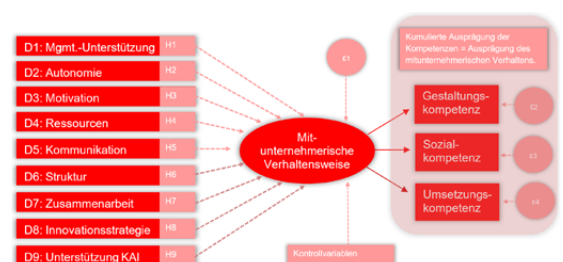 D1: Mgmt.-Unterstützung H1
D2: Autonomie H2
D3: Motivation H3
D4: Ressourcen H4
D5: Kommunikation H5
D6: Struktur H6
D7: Zusammenarbeit H7
D8: Innovationsstrategie H8
D9: Unterstützung KAI H9
ε1
Mit-
unternehmerische
Verhaltensweise
Kontrollvariablen
Kumulierte Ausprägung der
Kompetenzen = Ausprägung des
mitunternehmerischen Verhaltens.
Gestaltungs-
kompetenz
ε2
Sozial-
kompetenz
ε3
Umsetzungs-
kompetenz
ε4